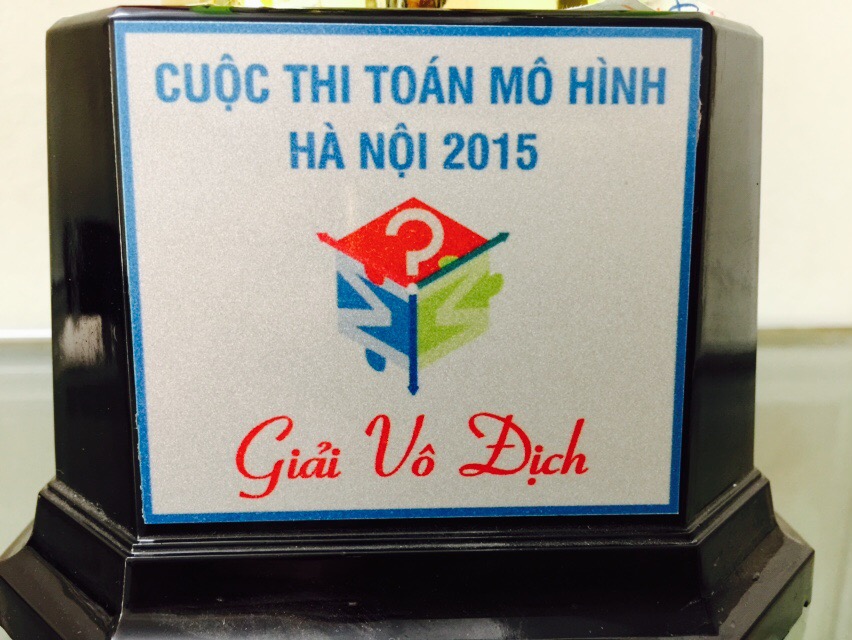 CUỘC THI TOÁN MÔ HÌNH
HÀ NỘI 2015
?
Giải Vô Địch